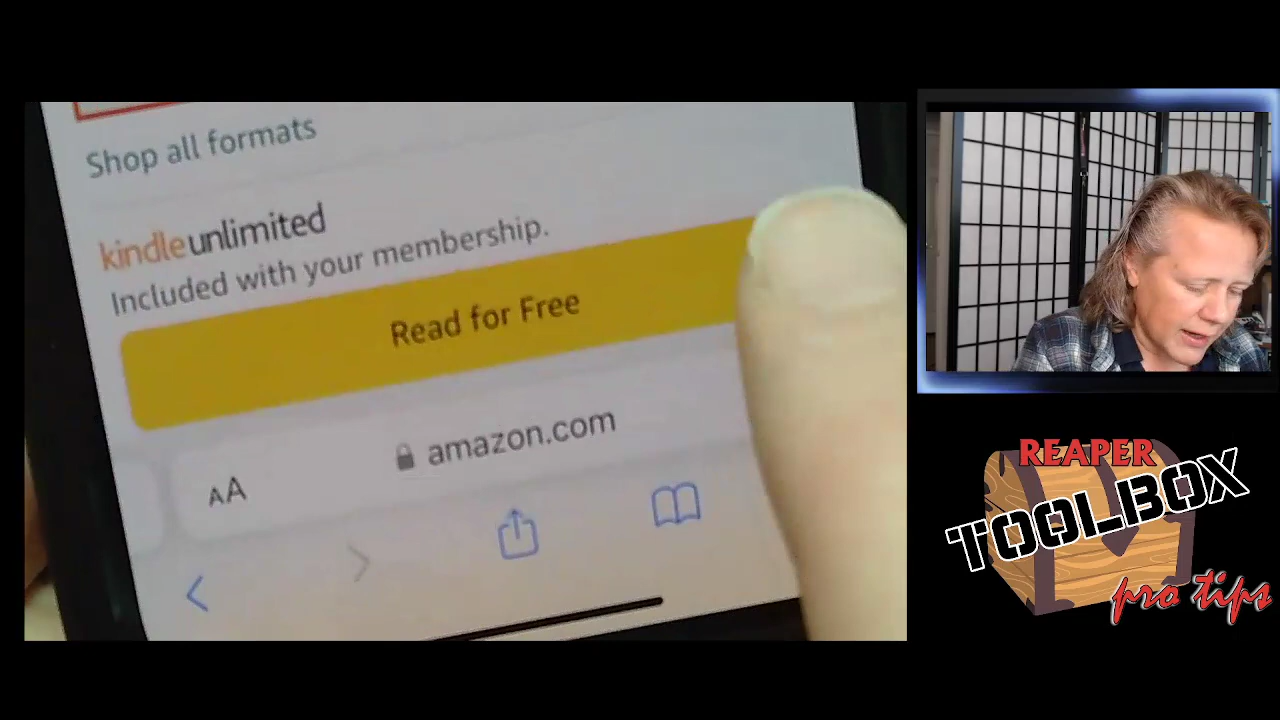 Shop all formats
kindleunlimited
Included with your membership.
Read for Free
AA
amazon.com
REAPER
TOOLBOX
pro tips